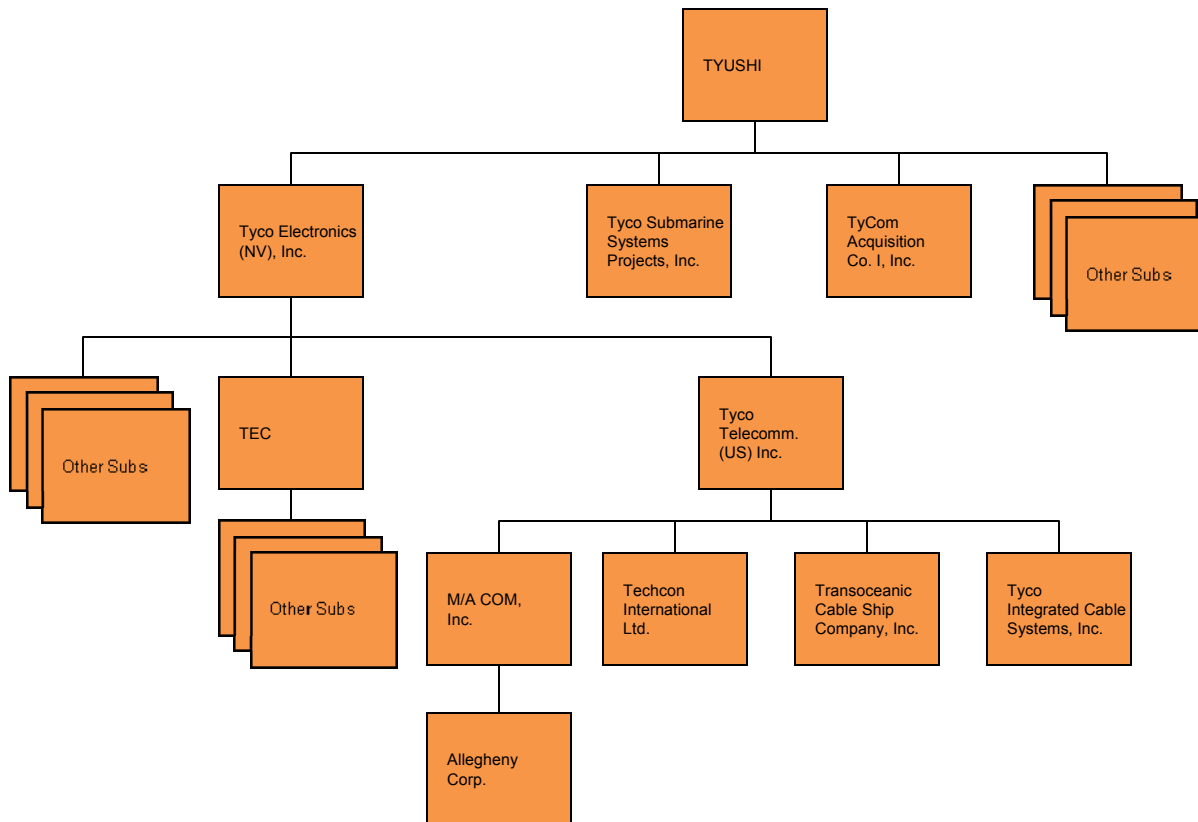 TYUSHI
Tyco Electronics
(NV), Inc.
Tyco Submarine
Systems
Projects, Inc.
TyCom
Acquisition
Co. I, Inc.
Other Subs
Other Subs
TEC
Tyco
Telecomm.
(US) Inc.
Other Subs
M/A COM,
Inc.
Techcon
International
Ltd.
Transoceanic
Cable Ship
Company, Inc.
Tyco
Integrated Cable
Systems, Inc.
Allegheny
Corp.